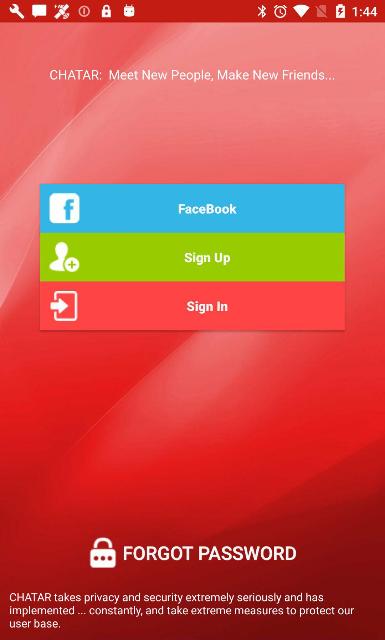 1:44
CHATAR: Meet New People, Make New Friends...
FaceBook
Sign Up
Sign In
FORGOT PASSWORD
CHATAR takes privacy and security extremely seriously and has
implemented ... constantly, and take extreme measures to protect our
user base.